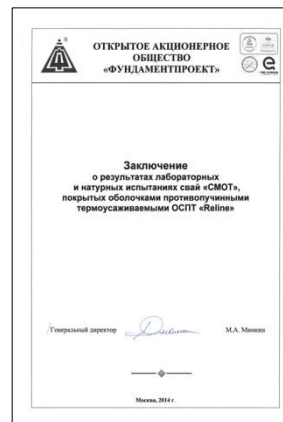 ОТКРЫТОЕ АКЦИОНЕРНОЕ
ОБЩЕСТВО
«ФУНДАМЕНТПРОЕКТ»
Заключение
о результатах лабораторных
и натурных испытаниях свай «СМОТ»,
покрытых оболочками противопучинными
термоусаживаемыми ОСПТ «Reline»
Генеральный директор
М.А. Минкин
Москва, 2014 г.